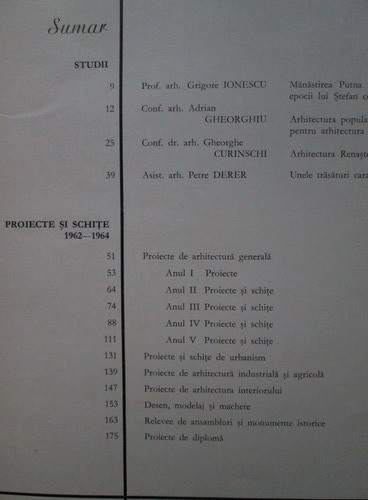 Sumar
STUDII
9 Prof. arh. Grigore IONESCU Mănăstirea Putna
epocii lui Ștefan c
12 Conf. arh. Adrian
GHEORGHIU Arhitectura popula
pentru arhitectura
25 Conf. dr. arh. Gheorghe
CURINSCHI Arhitectura Renașt
39 Asist. arh. Petre DERER Unele trăsături cara
PROIECTE ȘI SCHIȚE
1962—1964
51 Proiecte de arhitectură generală
53 Anul I Proiecte
64 Anul II Proiecte și schițe
74 Anul III Proiecte și schițe
88 Anul IV Proiecte și schițe
111 Anul V Proiecte și schițe
131 Proiecte și schițe de urbanism
139 Proiecte de arhitectură industrială și agricolă
147 Proiecte de arhitectura interiorului
153 Desen, modelaj și machete
163 Relevee de ansambluri și monumente istorice
175 Proiecte de diplomă